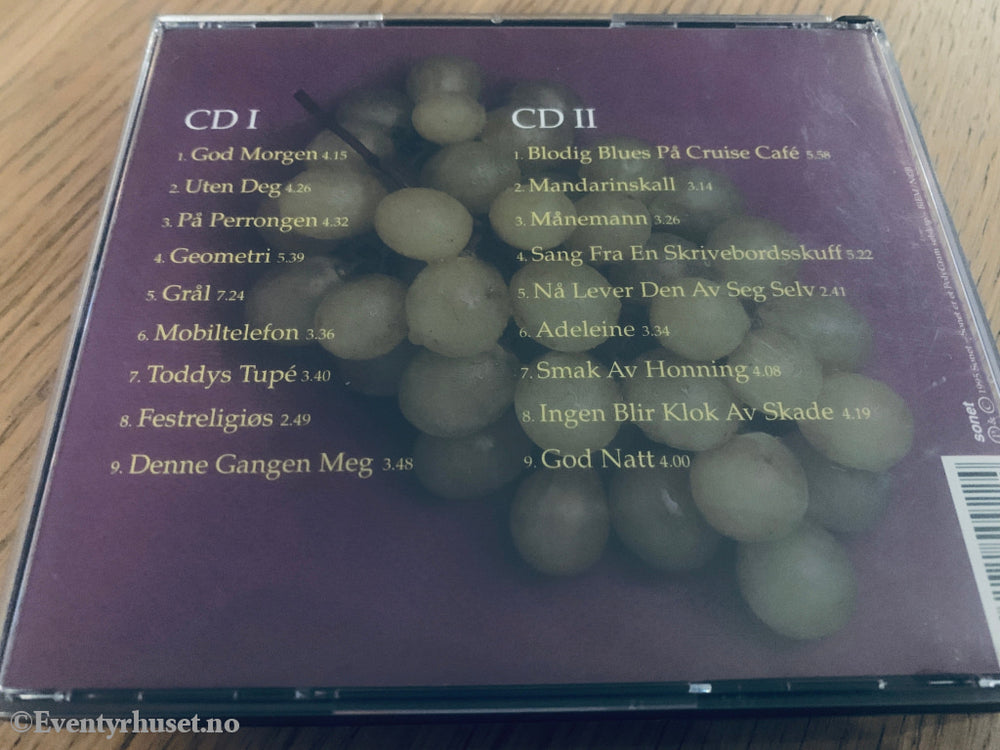 CD I
1. God Morgen 4.15
2. Uten Deg 4.26
3. På Perrongen 4.32
4. Geometri 5.39
5. Grål 7.24
6. Mobiltelefon 3.36
7. Toddys Tupé 3.40
8. Festreligiøs 2.49
9. Denne Gangen Meg 3.48
CD II
1. Blodig Blues På Cruise Café 5.58
2. Mandarinskall 3.14
3. Månemann 3.26
4. Sang Fra En Skrivebordsskuff 5.22
5. Nå Lever Den Av Seg Selv 2.41
6. Adeleine 3.34
7. Smak Av Honning 4.08
8. Ingen Blir Klok Av Skade 4.19
9. God Natt 4.00
sonet
℗ & © 1995 Sonet
©Eventyrhuset.no